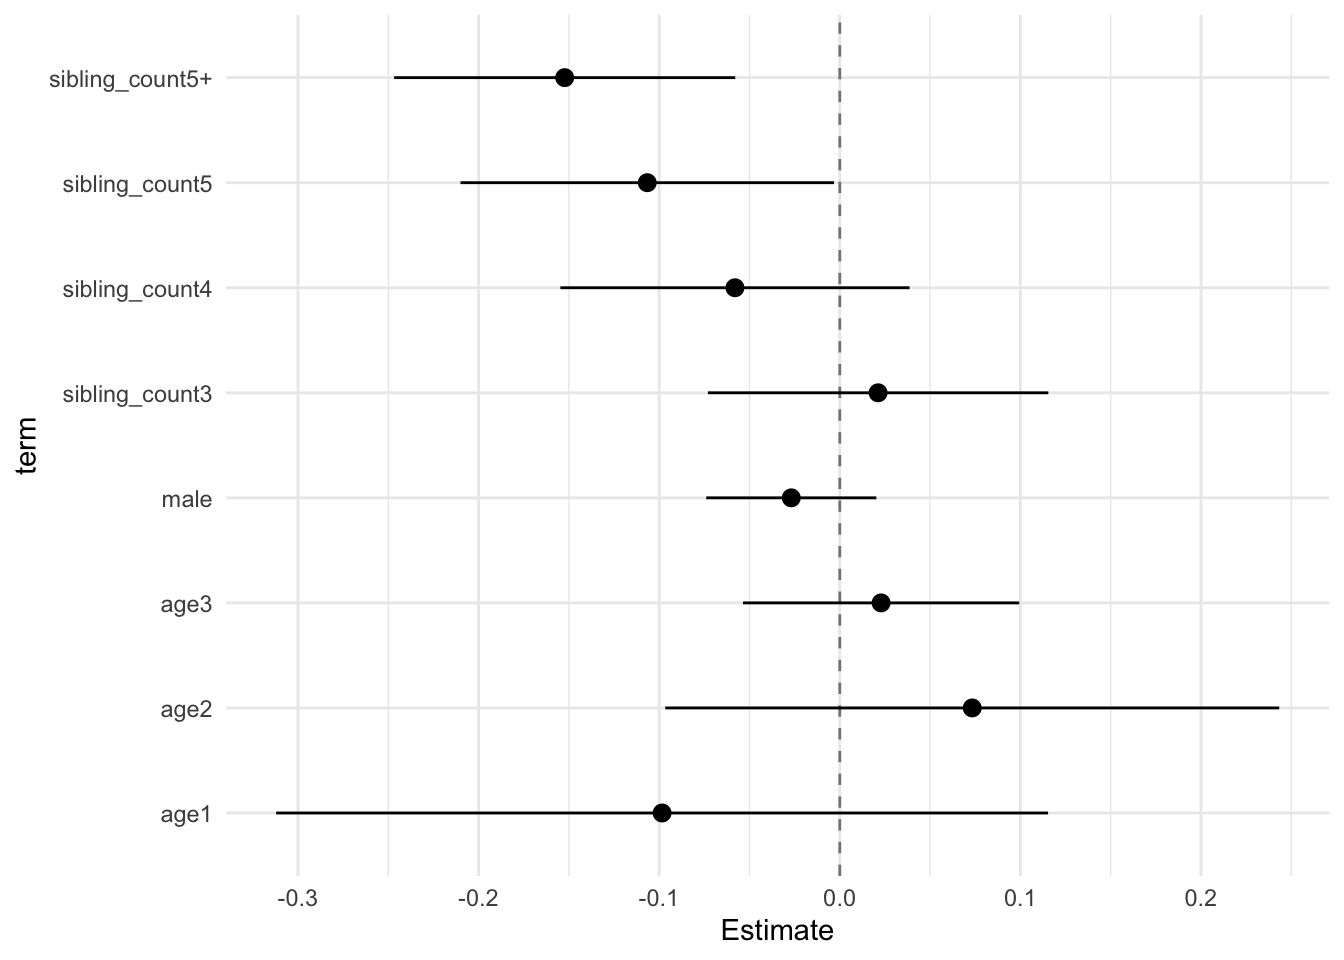 sibling_count5+
sibling_count5
sibling_count4
sibling_count3
male
age3
age2
age1
term
-0.3 -0.2 -0.1 0.0 0.1 0.2
Estimate